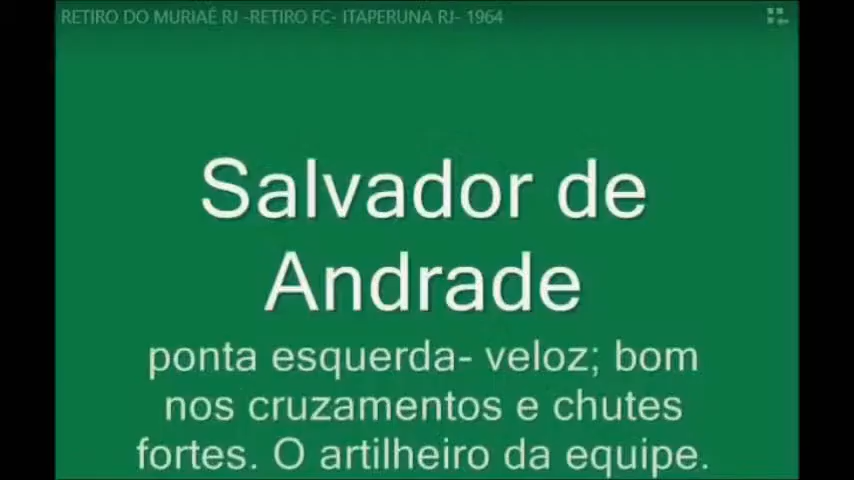 RETIRO DO MURIAÉ RJ -RETIRO FC- ITAPERUNA RJ- 1964
Salvador de
Andrade
ponta esquerda- veloz; bom
nos cruzamentos e chutes
fortes. O artilheiro da equipe.